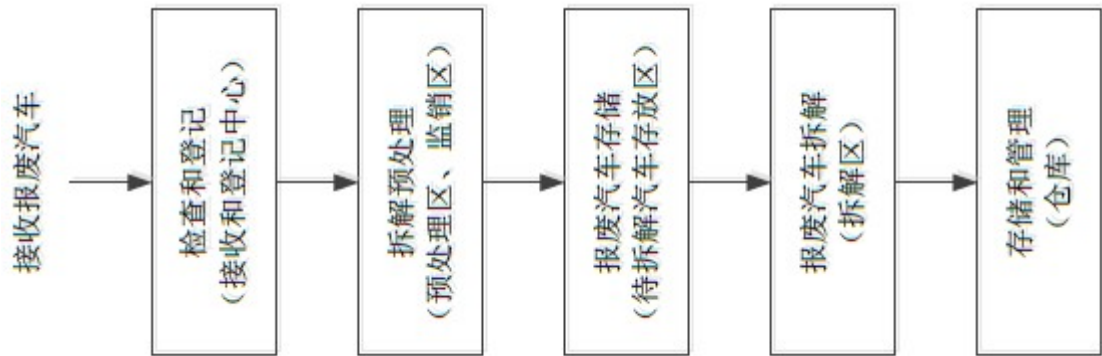 接收报废汽车
检查和登记
（接收和登记中心）
拆解预处理
（预处理区、监销区）
报废汽车存储
（待拆解汽车存放区）
报废汽车拆解
（拆解区）
存储和管理
（仓库）